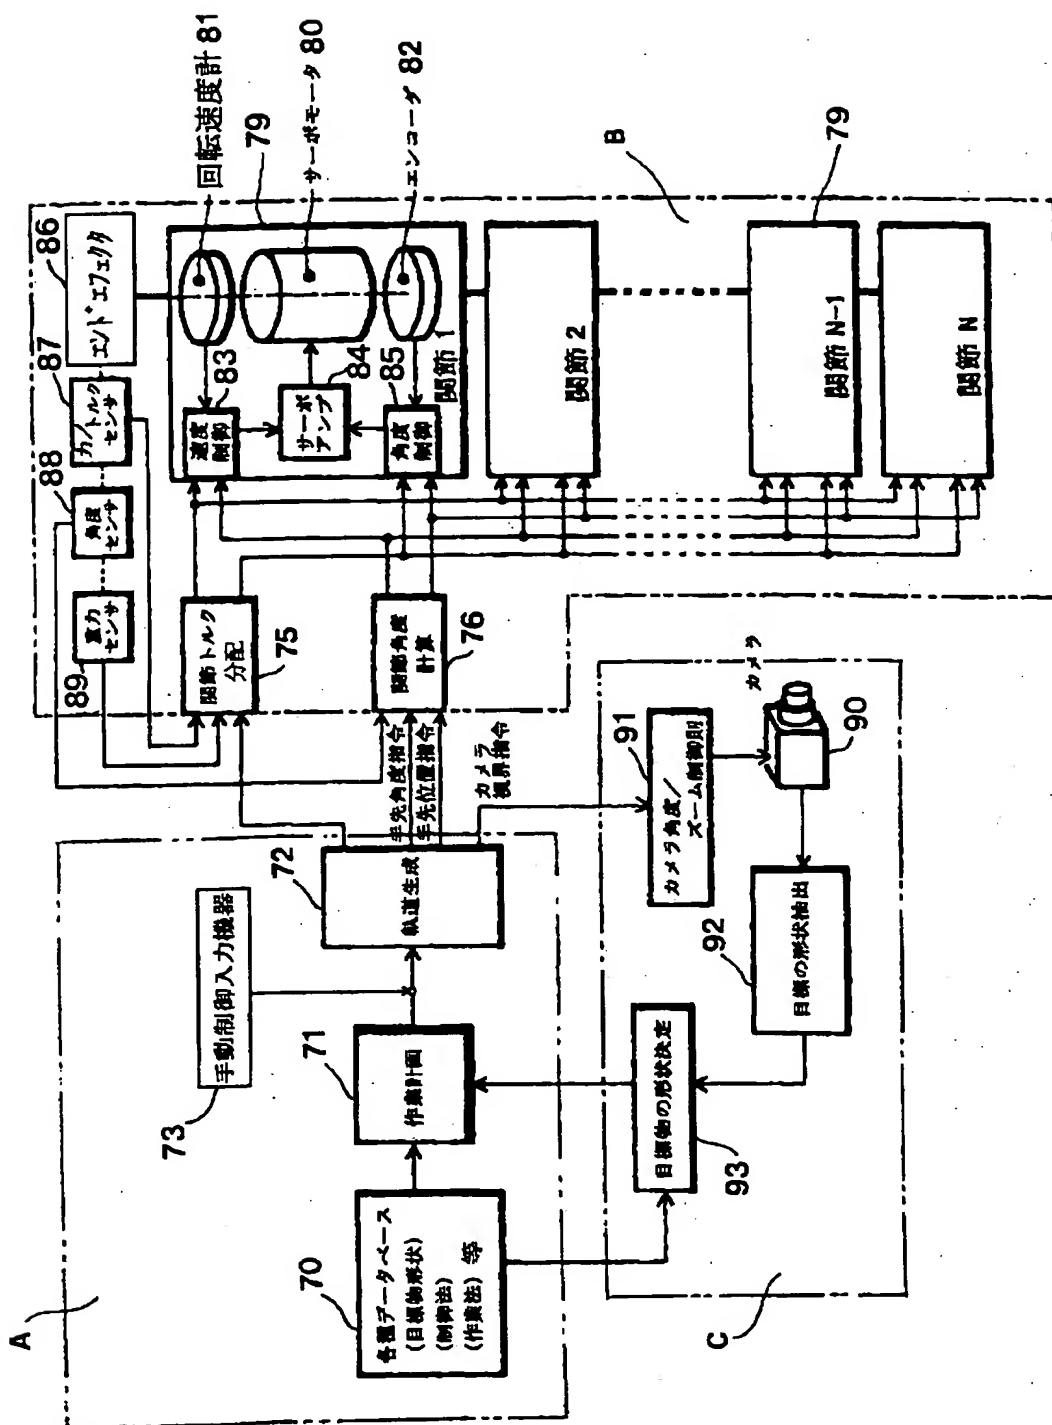 A
70
各種データベース
(目標物形状)
(制御法)
(作業法) 等
73
手動制御入力機器
71
作業計画
72
軌道生成
手先角度指令
手先位置指令
カメラ
視界指令
C
93
目標物の形状決定
92
目標の形状抽出
91
カメラ角度/
ズーム制御則
カメラ
90
89
重力
センサ
88
角度
センサ
87
力/トルク
センサ
86
エンドエフェクタ
関節トルク
分配
75
関節角度
計算
76
速度
制御
83
サーボ
アンプ
84
角度
制御
85
関節 1
回転速度計 81
サーボモータ 80
エンコーダ 82
79
関節 2
B
関節 N-1
79
関節 N